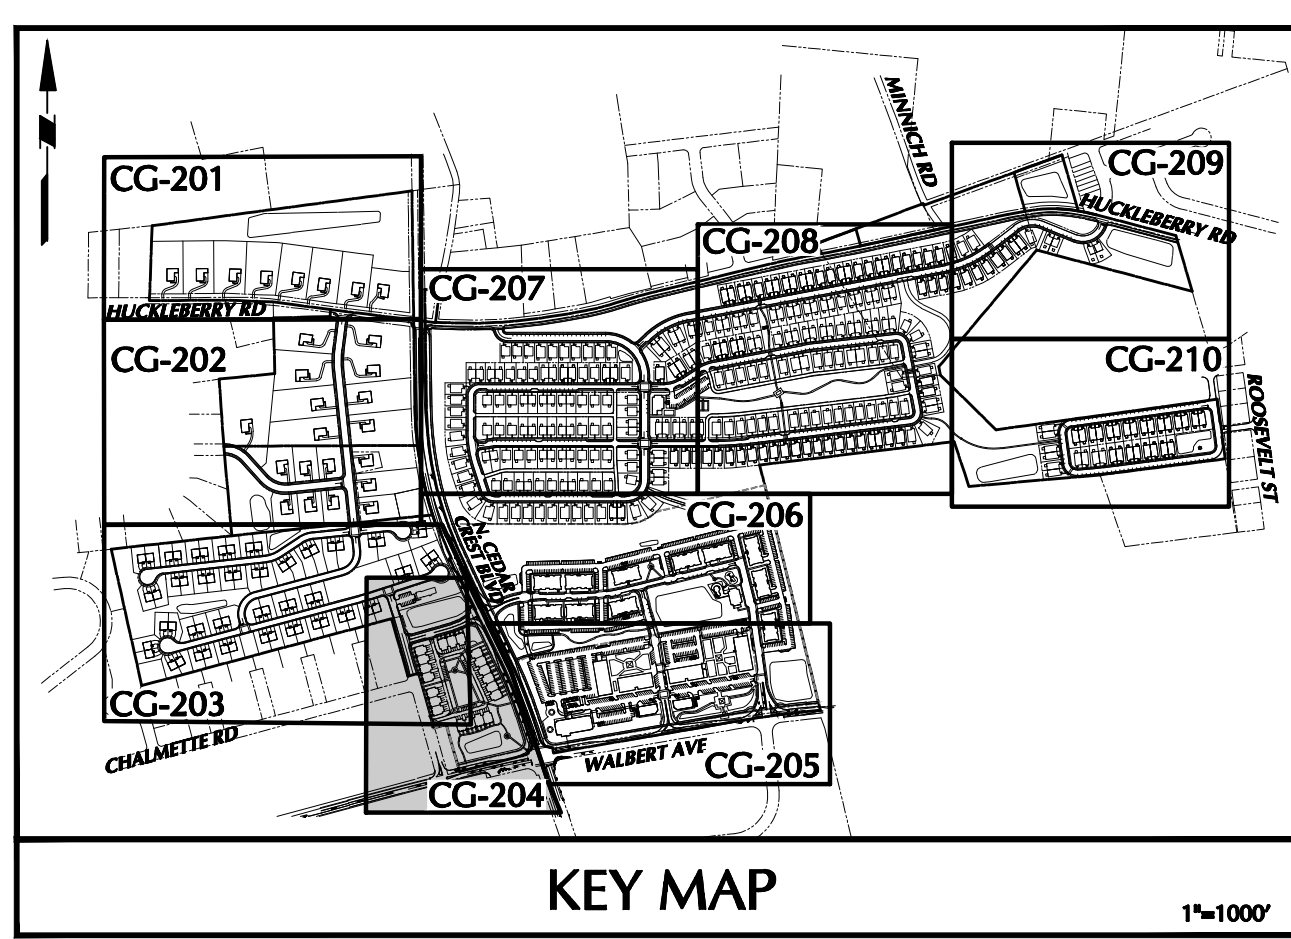 MINNICH RD
CG-201
CG-209
HUCKLEBERRY RD
CG-208
CG-207
HUCKLEBERRY RD
CG-202
CG-210
ROOSEVELT ST
CG-206
N. CEDAR
CREST BLVD
CG-203
CHALMETTE RD
WALBERT AVE
CG-205
CG-204
KEY MAP
1"=1000'